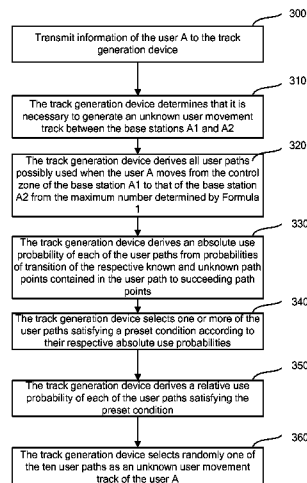 300
Transmit information of the user A to the track
generation device
310
The track generation device determines that it is
necessary to generate an unknown user movement
track between the base stations A1 and A2
320
The track generation device derives all user paths
possibly used when the user A moves from the control
zone of the base station A1 to that of the base station
A2 from the maximum number determined by Formula
1
330
The track generation device derives an absolute use
probability of each of the user paths from probabilities
of transition of the respective known and unknown path
points contained in the user path to succeeding path
points
340
The track generation device selects one or more of the
user paths satisfying a preset condition according to
their respective absolute use probabilities
350
The track generation device derives a relative use
probability of each of the user paths satisfying the
preset condition
360
The track generation device selects randomly one of
the ten user paths as an unknown user movement
track of the user A